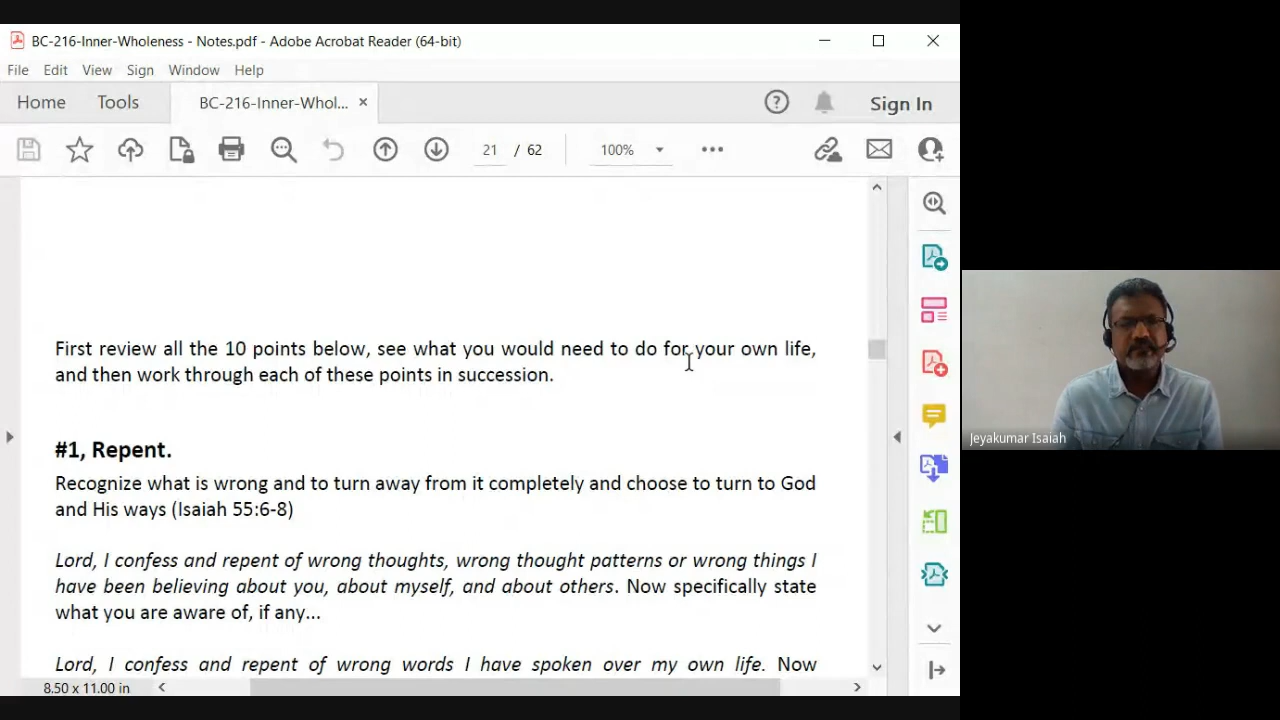 BC-216-Inner-Wholeness - Notes.pdf - Adobe Acrobat Reader (64-bit)
File Edit View Sign Window Help
Home Tools BC-216-Inner-Whol... × Sign In
21 / 62 100%
First review all the 10 points below, see what you would need to do for your own life,
and then work through each of these points in succession.
#1, Repent.
Recognize what is wrong and to turn away from it completely and choose to turn to God
and His ways (Isaiah 55:6-8)
Lord, I confess and repent of wrong thoughts, wrong thought patterns or wrong things I
have been believing about you, about myself, and about others. Now specifically state
what you are aware of, if any...
Lord, I confess and repent of wrong words I have spoken over my own life. Now
8.50 x 11.00 in
Jeyakumar Isaiah